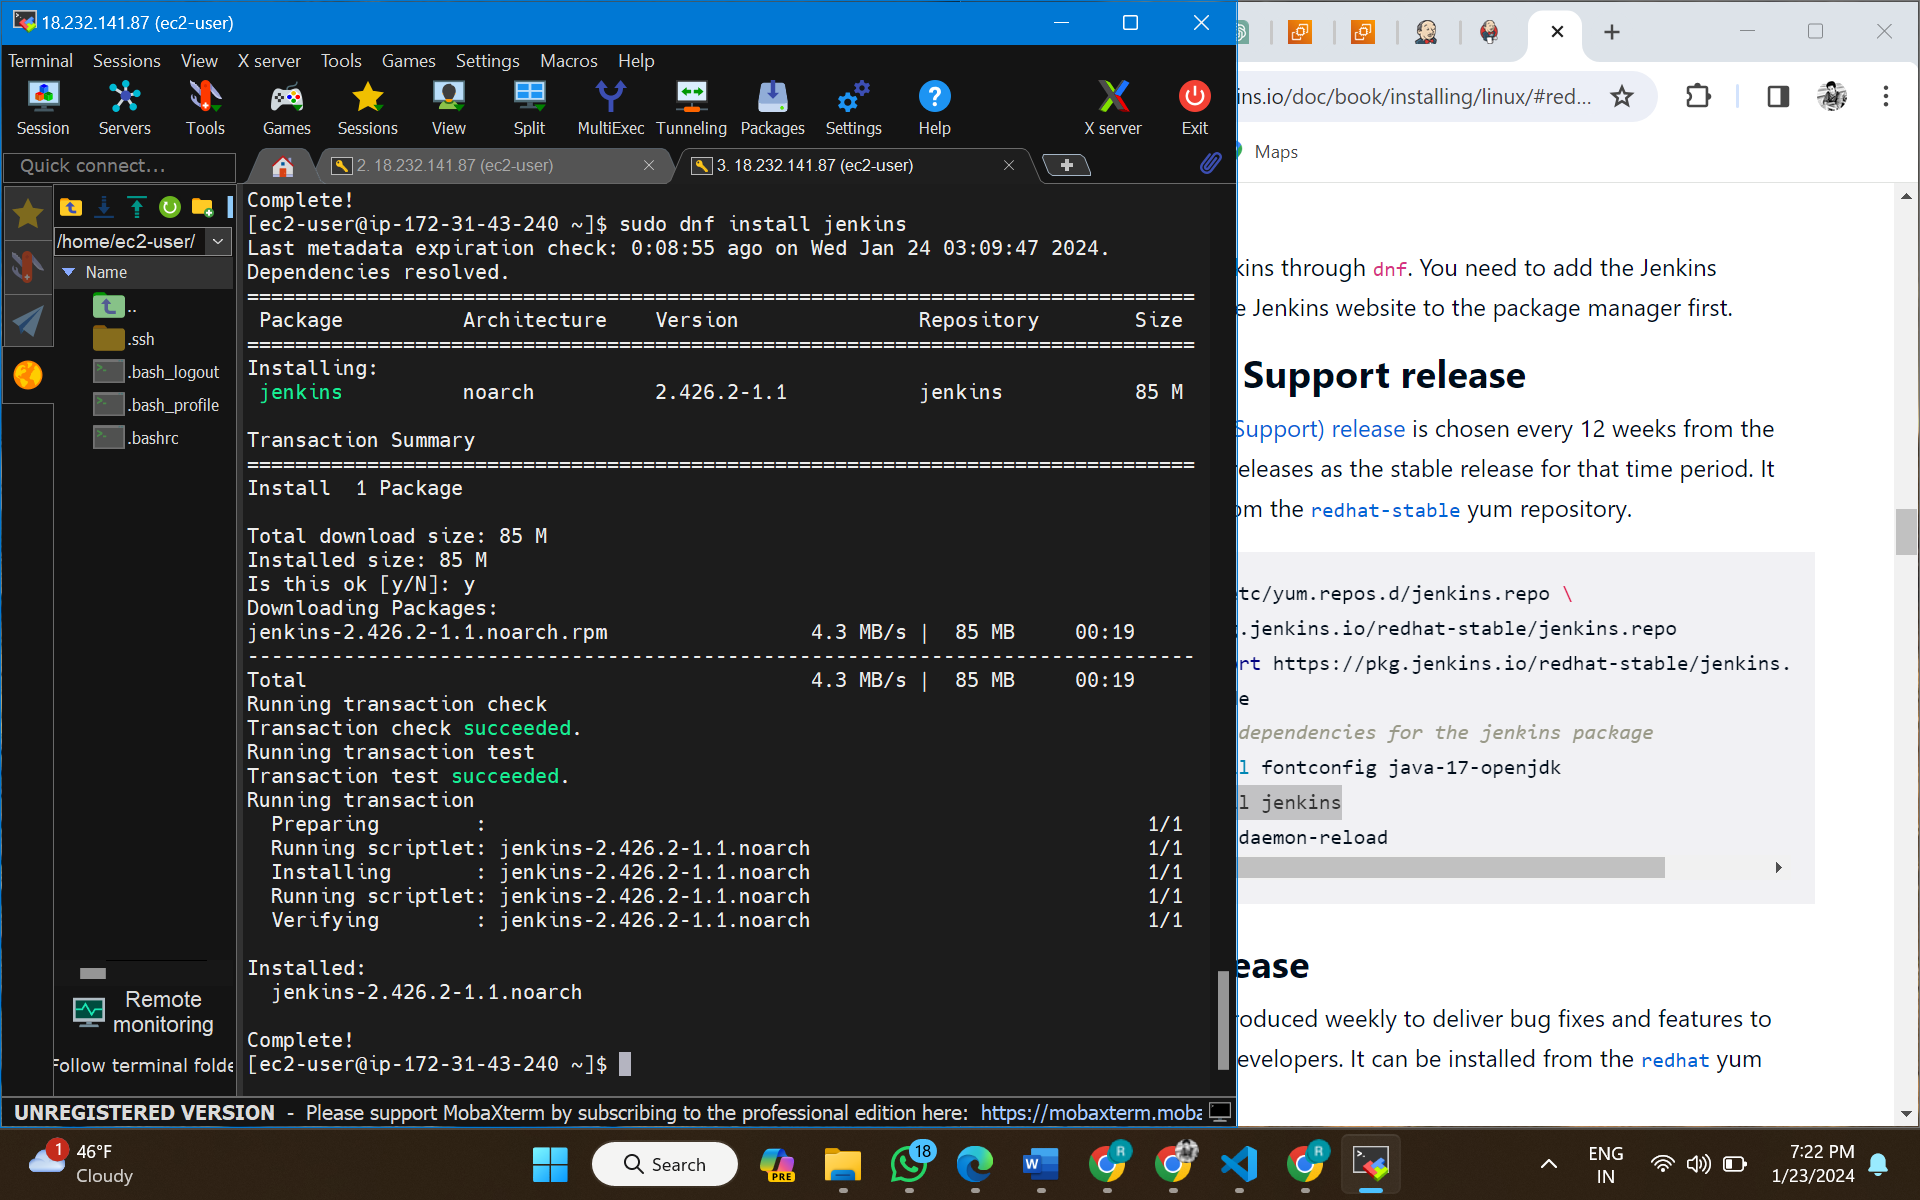 18.232.141.87 (ec2-user)
Terminal Sessions View X server Tools Games Settings Macros Help
Session Servers Tools Games Sessions View Split MultiExec Tunneling Packages Settings Help X server Exit
Quick connect...
2. 18.232.141.87 (ec2-user)
3. 18.232.141.87 (ec2-user)
/home/ec2-user/
Name
..
.ssh
.bash_logout
.bash_profile
.bashrc
Remote
monitoring
Follow terminal folde
Complete!
[ec2-user@ip-172-31-43-240 ~]$ sudo dnf install jenkins
Last metadata expiration check: 0:08:55 ago on Wed Jan 24 03:09:47 2024.
Dependencies resolved.
================================================================================
Package Architecture Version Repository Size
================================================================================
Installing:
jenkins noarch 2.426.2-1.1 jenkins 85 M
Transaction Summary
================================================================================
Install 1 Package
Total download size: 85 M
Installed size: 85 M
Is this ok [y/N]: y
Downloading Packages:
jenkins-2.426.2-1.1.noarch.rpm 4.3 MB/s | 85 MB 00:19
--------------------------------------------------------------------------------
Total 4.3 MB/s | 85 MB 00:19
Running transaction check
Transaction check succeeded.
Running transaction test
Transaction test succeeded.
Running transaction
Preparing : 1/1
Running scriptlet: jenkins-2.426.2-1.1.noarch 1/1
Installing : jenkins-2.426.2-1.1.noarch 1/1
Running scriptlet: jenkins-2.426.2-1.1.noarch 1/1
Verifying : jenkins-2.426.2-1.1.noarch 1/1
Installed:
jenkins-2.426.2-1.1.noarch
Complete!
[ec2-user@ip-172-31-43-240 ~]$
UNREGISTERED VERSION - Please support MobaXterm by subscribing to the professional edition here: https://mobaxterm.moba
ins.io/doc/book/installing/linux/#red...
Maps
kins through dnf. You need to add the Jenkins
e Jenkins website to the package manager first.
Support release
Support) release is chosen every 12 weeks from the
eleases as the stable release for that time period. It
om the redhat-stable yum repository.
etc/yum.repos.d/jenkins.repo \
g.jenkins.io/redhat-stable/jenkins.repo
ort https://pkg.jenkins.io/redhat-stable/jenkins.
de
dependencies for the jenkins package
ll fontconfig java-17-openjdk
ll jenkins
daemon-reload
ease
roduced weekly to deliver bug fixes and features to
evelopers. It can be installed from the redhat yum
1
46°F
Cloudy
Search
PRE
18
R
R
ENG
IN
7:22 PM
1/23/2024